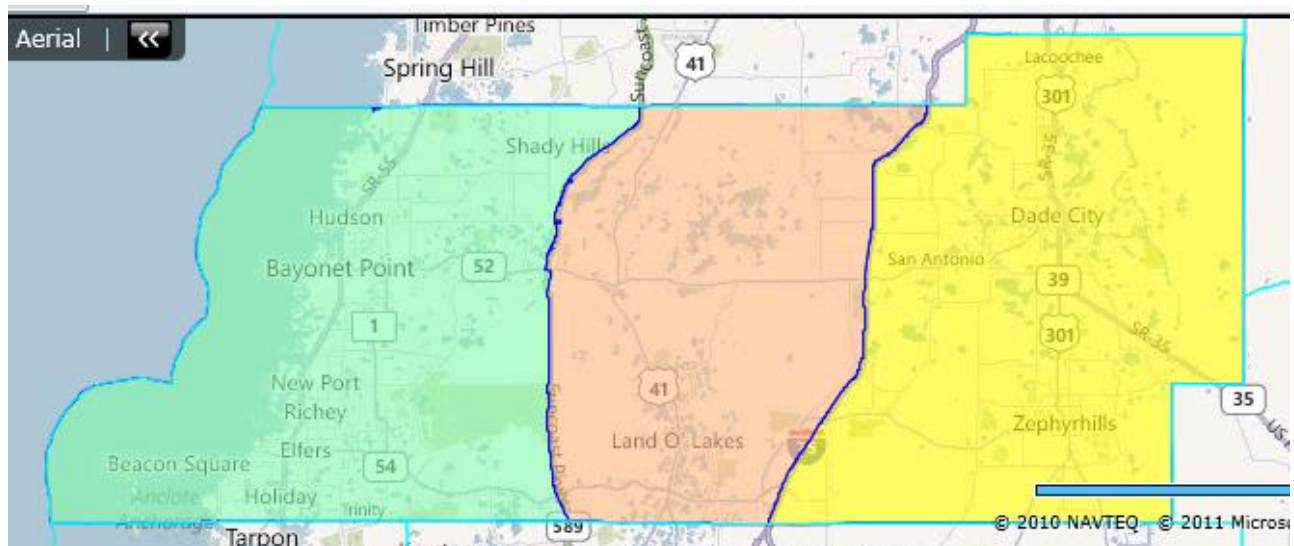 Aerial | <<
Timber Pines
Spring Hill
Suncoast
41
Lacoochee
301
SR-35
SR-55
Shady Hills
Hudson
Dade City
Bayonet Point
52
San Antonio
39
1
301
SR-35
New Port
Richey
41
35
Land O' Lakes
Zephyrhills
Elfers
Beacon Square
54
Anclote
Anchorage
Holiday
Trinity
589
Tarpon
© 2010 NAVTEQ © 2011 Microso